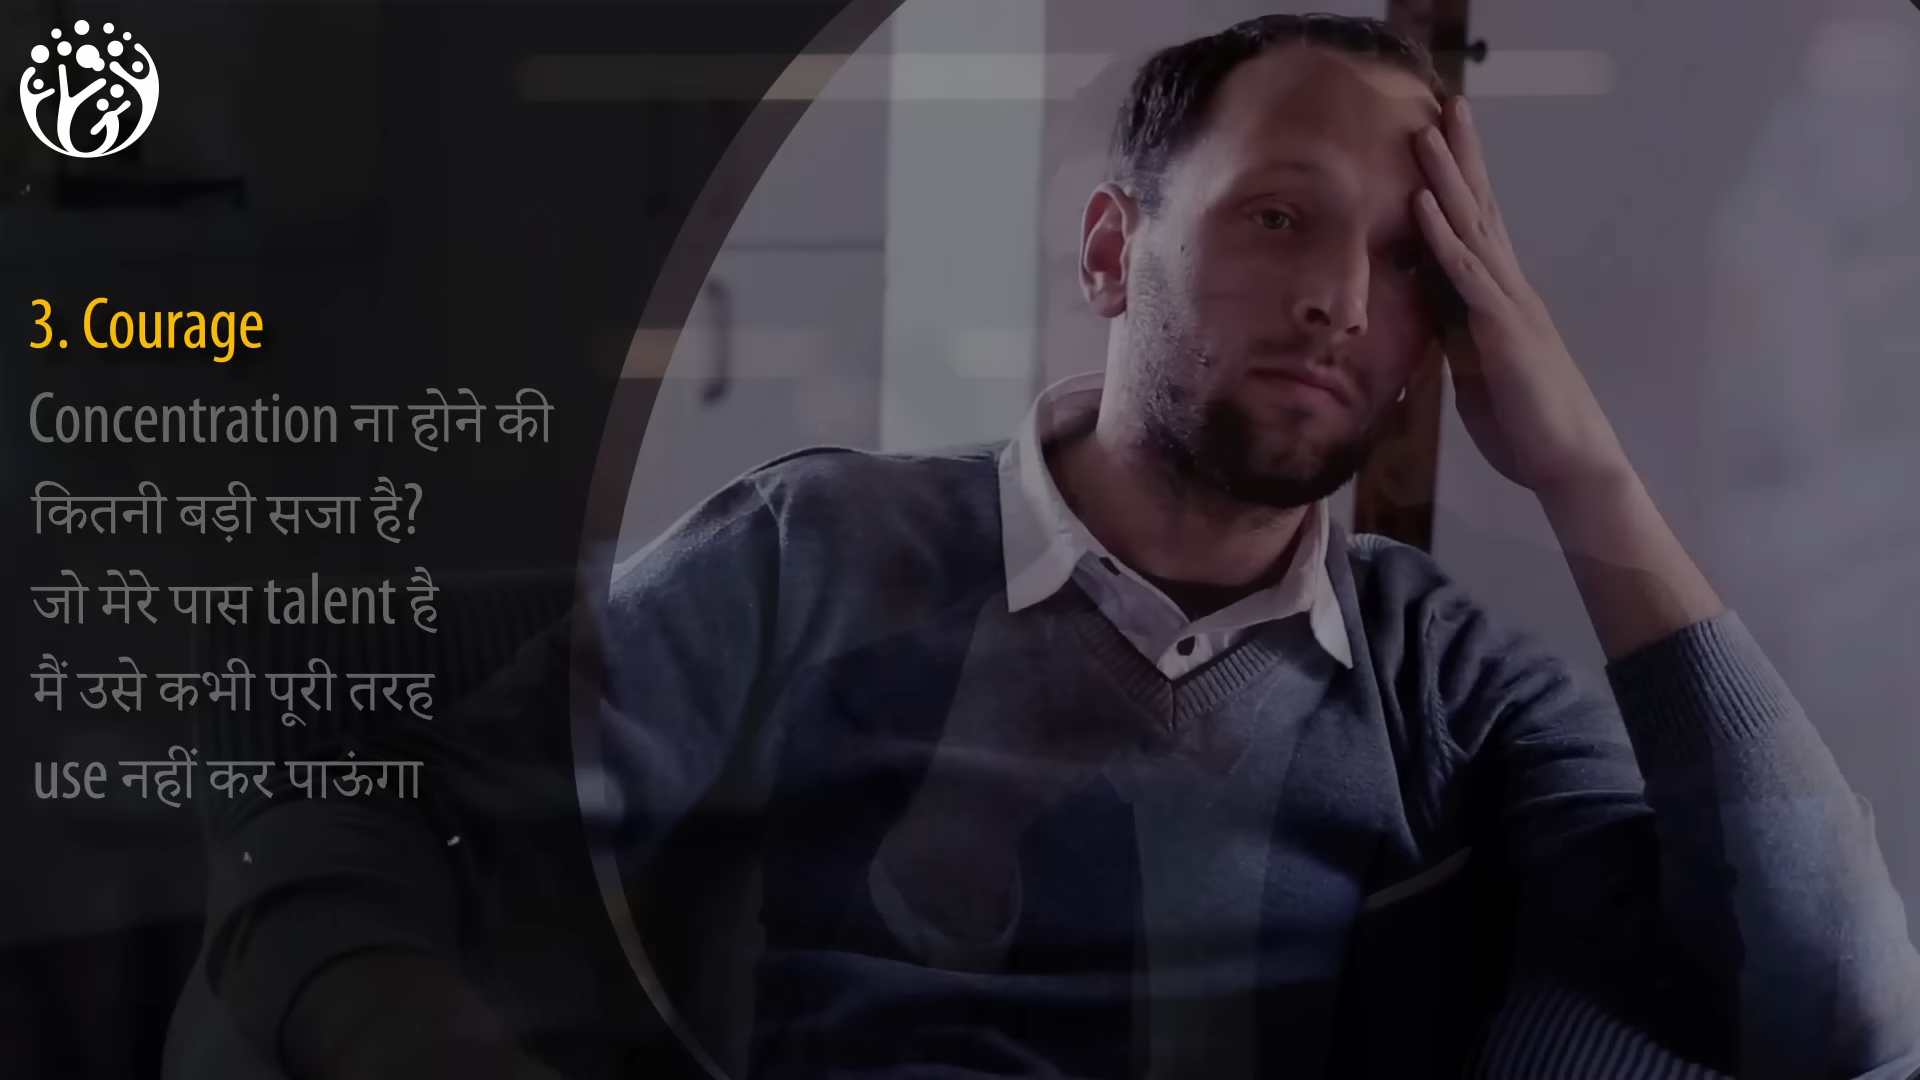 3. Courage
Concentration ना होने की
कितनी बड़ी सजा है?
जो मेरे पास talent है
मैं उसे कभी पूरी तरह
use नहीं कर पाऊंगा